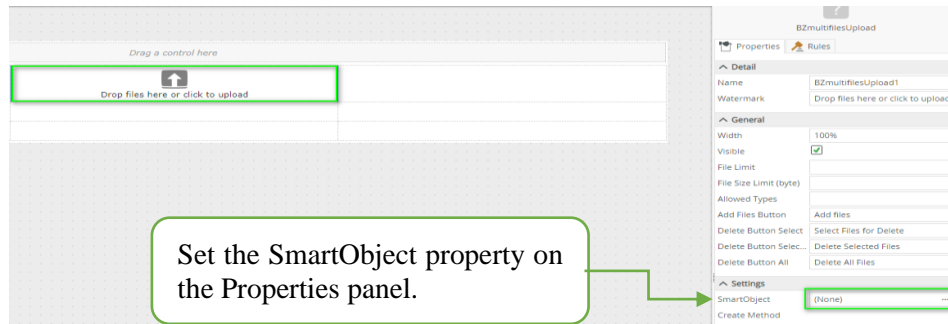 BZmultifilesUpload
Properties Rules
Drag a control here
Drop files here or click to upload
Detail
Name BZmultifilesUpload1
Watermark Drop files here or click to upload
General
Width 100%
Visible
File Limit
File Size Limit (byte)
Allowed Types
Add Files Button Add files
Delete Button Select Select Files for Delete
Delete Button Selec... Delete Selected Files
Delete Button All Delete All Files
Settings
SmartObject (None) ...
Create Method
Set the SmartObject property on
the Properties panel.